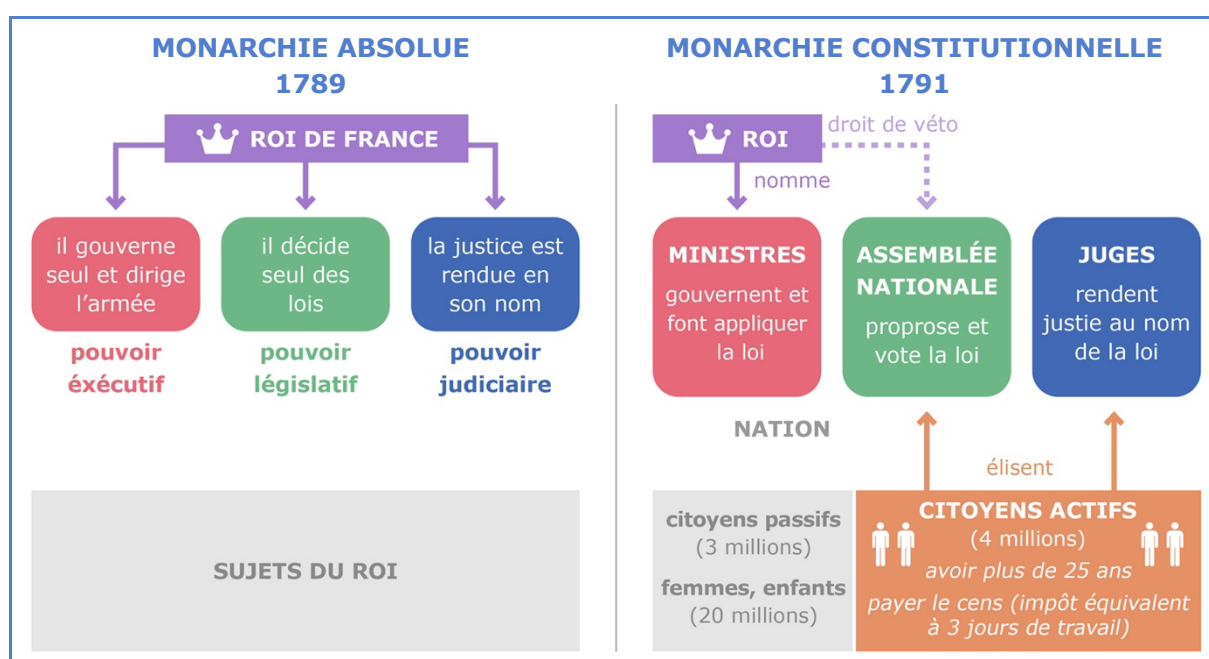 MONARCHIE ABSOLUE
1789
ROI DE FRANCE
il gouverne
seul et dirige
l'armée
pouvoir
éxécutif
il décide
seul des
lois
pouvoir
législatif
la justice est
rendue en
son nom
pouvoir
judiciaire
SUJETS DU ROI
MONARCHIE CONSTITUTIONNELLE
1791
ROI
droit de véto
nomme
MINISTRES
gouvernent et
font appliquer
la loi
ASSEMBLÉE
NATIONALE
proprose et
vote la loi
JUGES
rendent
justie au nom
de la loi
NATION
élisent
citoyens passifs
(3 millions)
femmes, enfants
(20 millions)
CITOYENS ACTIFS
(4 millions)
avoir plus de 25 ans
payer le cens (impôt équivalent
à 3 jours de travail)